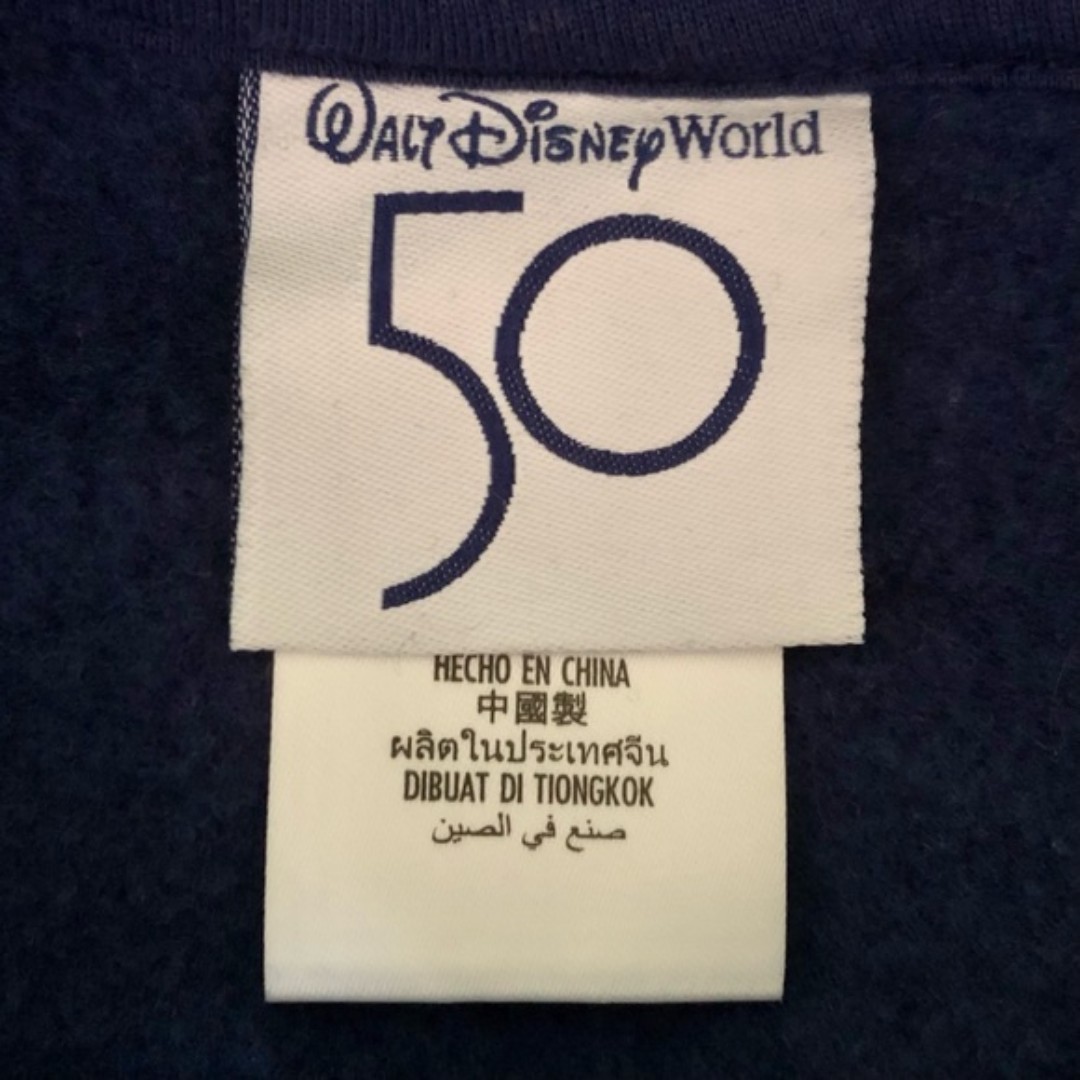 WALT DISNEY World
50
HECHO EN CHINA
中國製
ผลิตในประเทศจีน
DIBUAT DI TIONGKOK
صنع في الصين